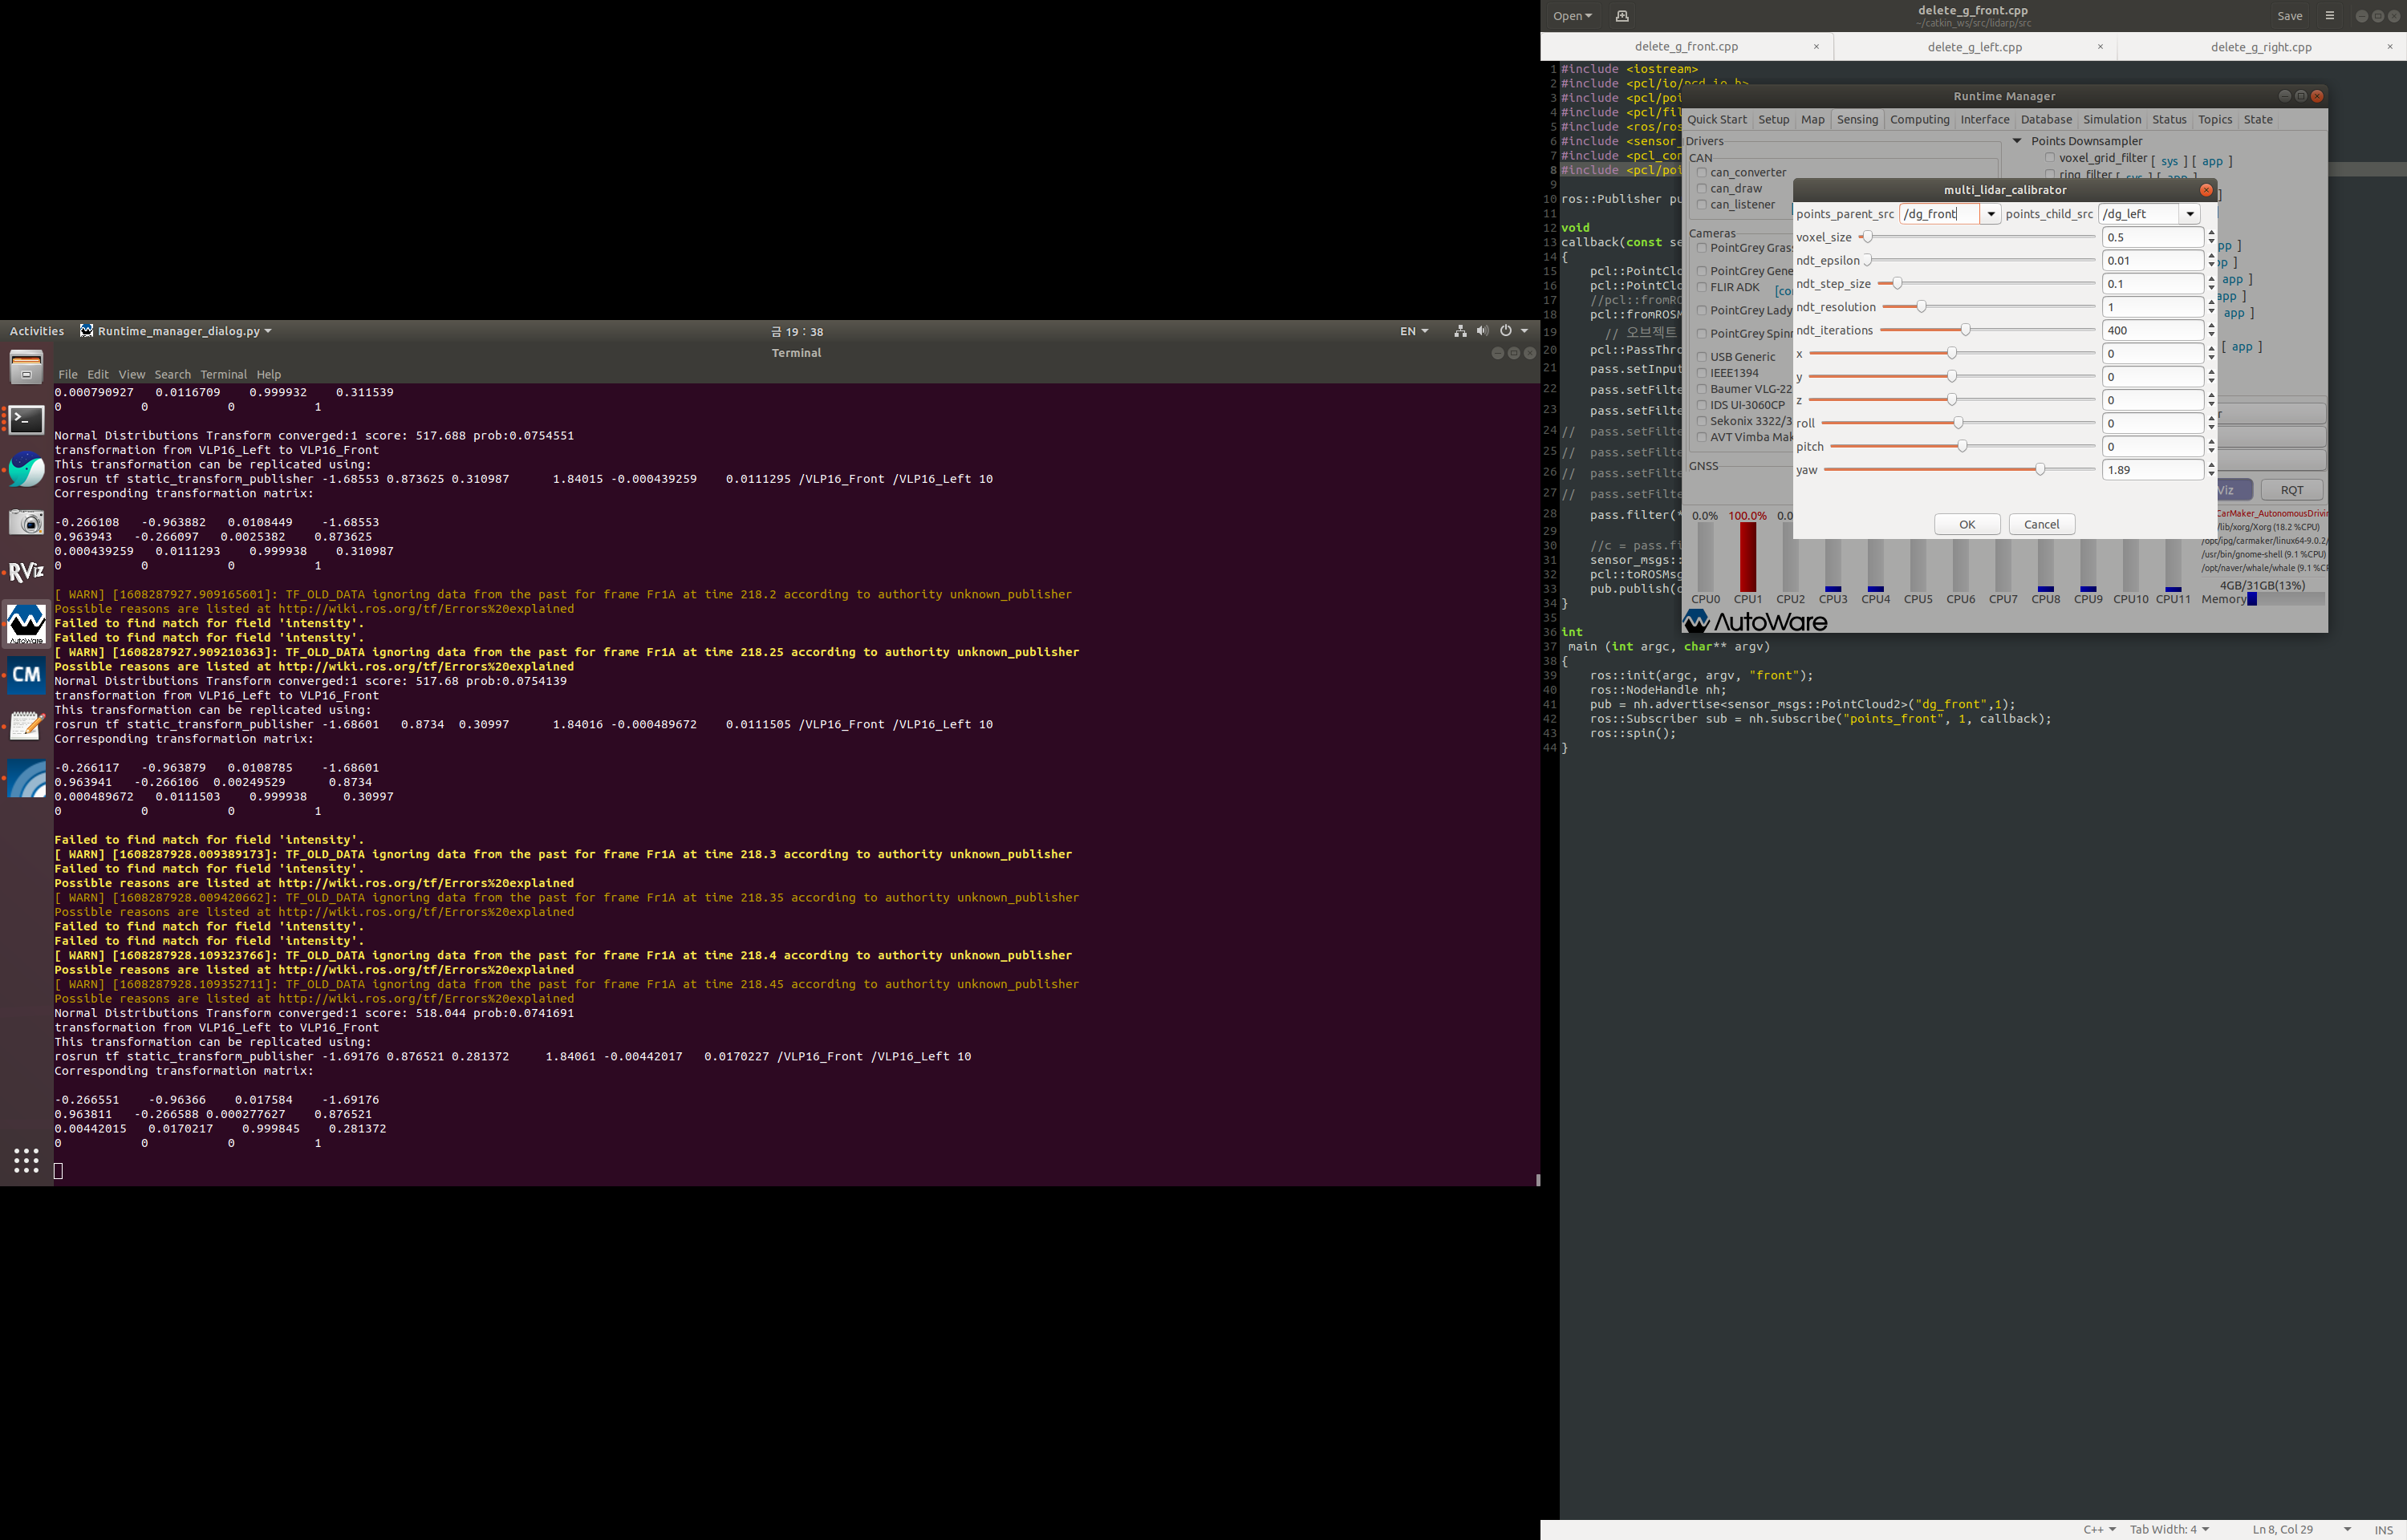 Activities Runtime_manager_dialog.py 금 19 : 38 EN
Terminal
File Edit View Search Terminal Help
0.000790927 0.0116709 0.999932 0.311539
0 0 0 1
Normal Distributions Transform converged:1 score: 517.688 prob:0.0754551
transformation from VLP16_Left to VLP16_Front
This transformation can be replicated using:
rosrun tf static_transform_publisher -1.68553 0.873625 0.310987 1.84015 -0.000439259 0.0111295 /VLP16_Front /VLP16_Left 10
Corresponding transformation matrix:
-0.266108 -0.963882 0.0108449 -1.68553
0.963943 -0.266097 0.0025382 0.873625
0.000439259 0.0111293 0.999938 0.310987
0 0 0 1
[ WARN] [1608287927.909165601]: TF_OLD_DATA ignoring data from the past for frame Fr1A at time 218.2 according to authority unknown_publisher
Possible reasons are listed at http://wiki.ros.org/tf/Errors%20explained
Failed to find match for field 'intensity'.
Failed to find match for field 'intensity'.
[ WARN] [1608287927.909210363]: TF_OLD_DATA ignoring data from the past for frame Fr1A at time 218.25 according to authority unknown_publisher
Possible reasons are listed at http://wiki.ros.org/tf/Errors%20explained
Normal Distributions Transform converged:1 score: 517.68 prob:0.0754139
transformation from VLP16_Left to VLP16_Front
This transformation can be replicated using:
rosrun tf static_transform_publisher -1.68601 0.8734 0.30997 1.84016 -0.000489672 0.0111505 /VLP16_Front /VLP16_Left 10
Corresponding transformation matrix:
-0.266117 -0.963879 0.0108785 -1.68601
0.963941 -0.266106 0.00249529 0.8734
0.000489672 0.0111503 0.999938 0.30997
0 0 0 1
Failed to find match for field 'intensity'.
[ WARN] [1608287928.009389173]: TF_OLD_DATA ignoring data from the past for frame Fr1A at time 218.3 according to authority unknown_publisher
Failed to find match for field 'intensity'.
Possible reasons are listed at http://wiki.ros.org/tf/Errors%20explained
[ WARN] [1608287928.009420662]: TF_OLD_DATA ignoring data from the past for frame Fr1A at time 218.35 according to authority unknown_publisher
Possible reasons are listed at http://wiki.ros.org/tf/Errors%20explained
Failed to find match for field 'intensity'.
Failed to find match for field 'intensity'.
[ WARN] [1608287928.109323766]: TF_OLD_DATA ignoring data from the past for frame Fr1A at time 218.4 according to authority unknown_publisher
Possible reasons are listed at http://wiki.ros.org/tf/Errors%20explained
[ WARN] [1608287928.109352711]: TF_OLD_DATA ignoring data from the past for frame Fr1A at time 218.45 according to authority unknown_publisher
Possible reasons are listed at http://wiki.ros.org/tf/Errors%20explained
Normal Distributions Transform converged:1 score: 518.044 prob:0.0741691
transformation from VLP16_Left to VLP16_Front
This transformation can be replicated using:
rosrun tf static_transform_publisher -1.69176 0.876521 0.281372 1.84061 -0.00442017 0.0170227 /VLP16_Front /VLP16_Left 10
Corresponding transformation matrix:
-0.266551 -0.96366 0.017584 -1.69176
0.963811 -0.266588 0.000277627 0.876521
0.00442015 0.0170217 0.999845 0.281372
0 0 0 1
RViz
AutoWare
CM
Open delete_g_front.cpp Save
~/catkin_ws/src/lidarp/src
delete_g_front.cpp × delete_g_left.cpp × delete_g_right.cpp ×
1 #include <iostream>
2 #include <pcl/io/pcd_io.h>
3 #include <pcl/poi
4 #include <pcl/fil
5 #include <ros/ros
6 #include <sensor_
7 #include <pcl_con
8 #include <pcl/poi
9
10 ros::Publisher pu
11
12 void
13 callback(const se
14 {
15 pcl::PointClo
16 pcl::PointClo
17 //pcl::fromRO
18 pcl::fromROSM
19 // 오브젝트
20 pcl::PassThro
21 pass.setInput
22 pass.setFilte
23 pass.setFilte
24 // pass.setFilte
25 // pass.setFilte
26 // pass.setFilte
27 // pass.setFilte
28 pass.filter(*
29
30 //c = pass.fi
31 sensor_msgs::
32 pcl::toROSMsg
33 pub.publish(c
34 }
35
36 int
37 main (int argc, char** argv)
38 {
39 ros::init(argc, argv, "front");
40 ros::NodeHandle nh;
41 pub = nh.advertise<sensor_msgs::PointCloud2>("dg_front",1);
42 ros::Subscriber sub = nh.subscribe("points_front", 1, callback);
43 ros::spin();
44 }
Runtime Manager
Quick Start Setup Map Sensing Computing Interface Database Simulation Status Topics State
Drivers
CAN
can_converter
can_draw
can_listener
Cameras
PointGrey Grass
PointGrey Gene
FLIR ADK [co
PointGrey Lady
PointGrey Spinn
USB Generic
IEEE1394
Baumer VLG-22
IDS UI-3060CP
Sekonix 3322/3
AVT Vimba Mak
GNSS
Points Downsampler
voxel_grid_filter [ sys ] [ app ]
ring_filter [ sys ] [ app ]
]
pp ]
p ]
app ]
app ]
app ]
[ app ]
r
Viz RQT
multi_lidar_calibrator
points_parent_src /dg_front points_child_src /dg_left
voxel_size 0.5
ndt_epsilon 0.01
ndt_step_size 0.1
ndt_resolution 1
ndt_iterations 400
x 0
y 0
z 0
roll 0
pitch 0
yaw 1.89
OK Cancel
0.0% 100.0% 0.0
CarMaker_AutonomousDrivin
/lib/xorg/Xorg (18.2 %CPU)
/opt/ipg/carmaker/linux64-9.0.2/
/usr/bin/gnome-shell (9.1 %CPU)
/opt/naver/whale/whale (9.1 %CP
4GB/31GB(13%)
CPU0 CPU1 CPU2 CPU3 CPU4 CPU5 CPU6 CPU7 CPU8 CPU9 CPU10 CPU11 Memory
AutoWare
C++ Tab Width: 4 Ln 8, Col 29 INS